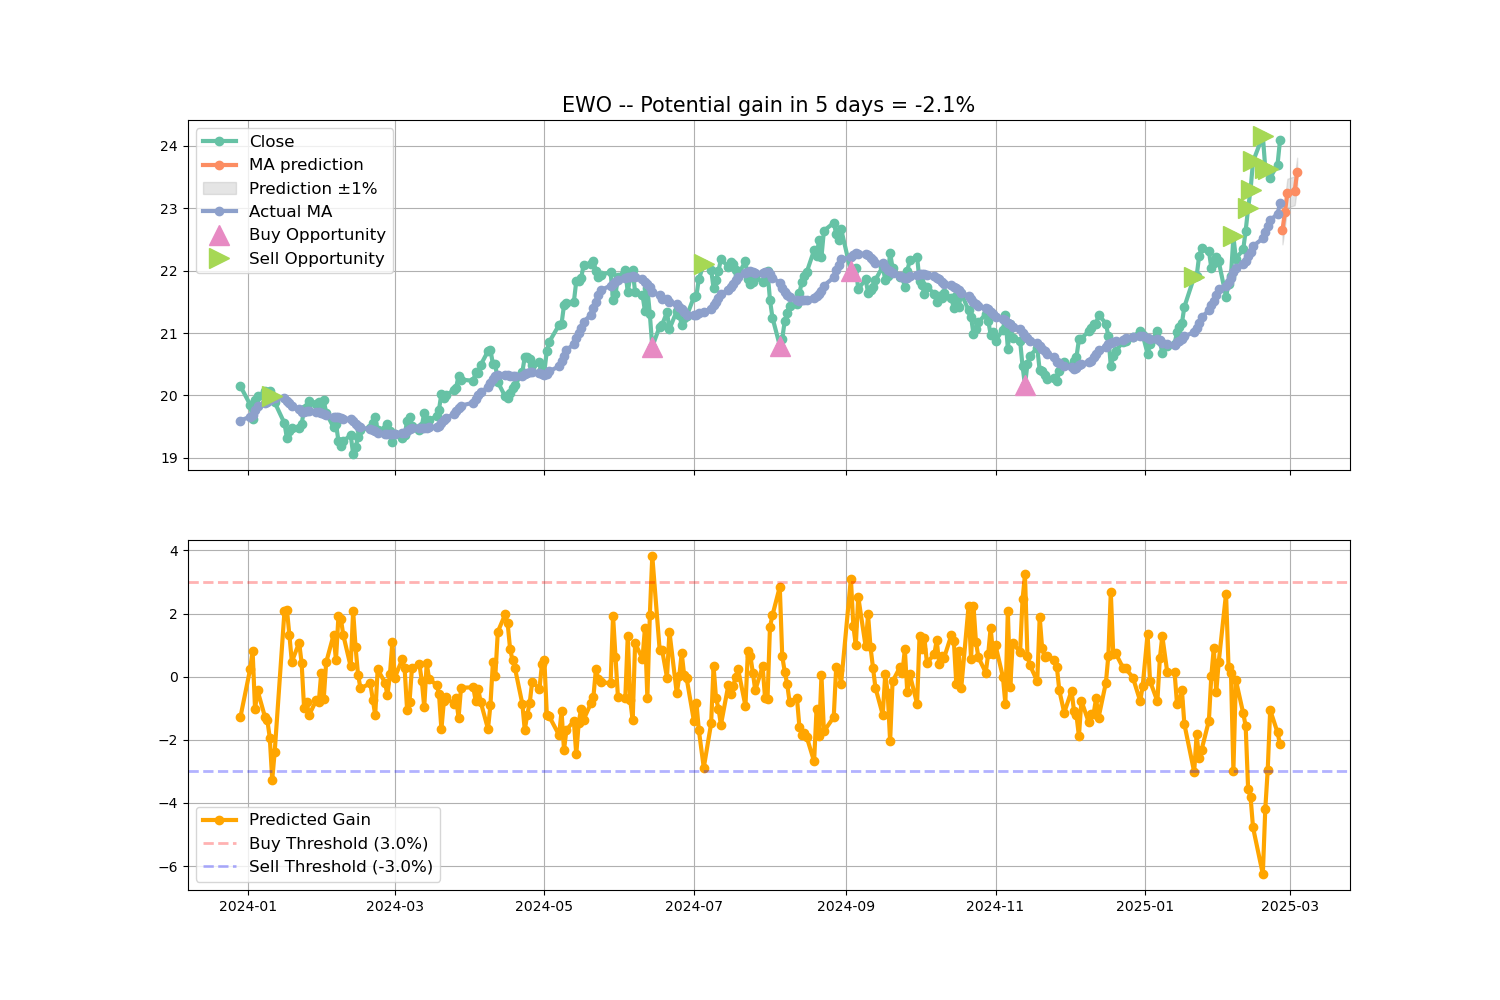 EWO -- Potential gain in 5 days = -2.1%
Close
MA prediction
Prediction ±1%
Actual MA
Buy Opportunity
Sell Opportunity
24
23
22
21
20
19
4
2
0
−2
−4
−6
Predicted Gain
Buy Threshold (3.0%)
Sell Threshold (-3.0%)
2024-01 2024-03 2024-05 2024-07 2024-09 2024-11 2025-01 2025-03